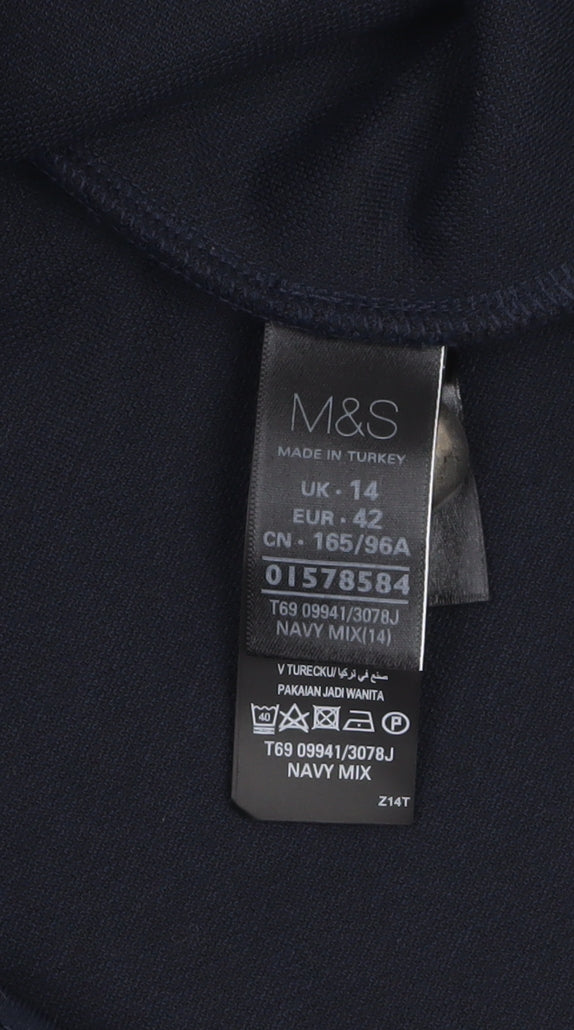 M&S
MADE IN TURKEY
UK · 14
EUR · 42
CN · 165/96A
01578584
T69 09941/3078J
NAVY MIX(14)
V TURECKU/ صنع في تركيا
PAKAIAN JADI WANITA
40 P
T69 09941/3078J
NAVY MIX
Z14T